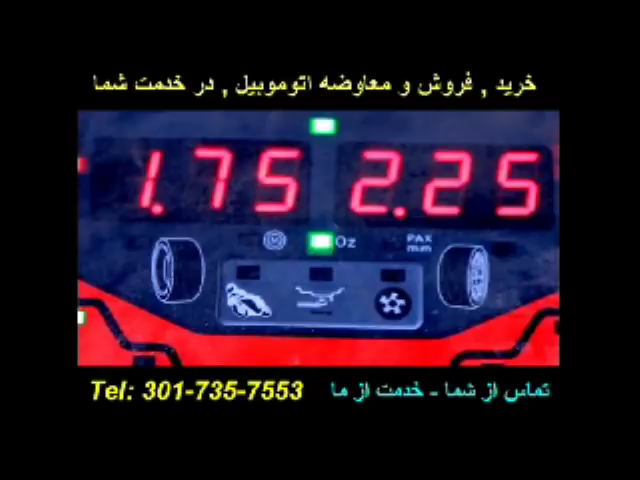 خرید , فروش و معاوضه اتوموبیل , در خدمت شما
1.75 2.25
Oz PAX
mm
Tel: 301-735-7553 تماس از شما - خدمت از ما